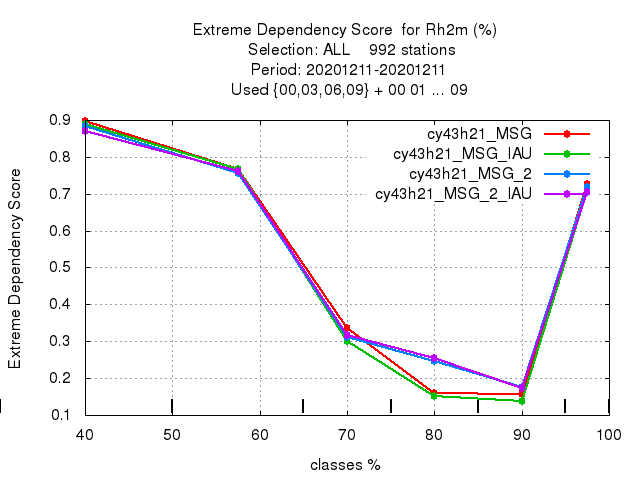 Extreme Dependency Score  for Rh2m (%)
Selection: ALL    992 stations
Period: 20201211-20201211
Used {00,03,06,09} + 00 01 ... 09
Extreme Dependency Score
0.9
0.8
0.7
0.6
0.5
0.4
0.3
0.2
0.1
cy43h21_MSG
cy43h21_MSG_IAU
cy43h21_MSG_2
cy43h21_MSG_2_IAU
40 50 60 70 80 90 100
classes %